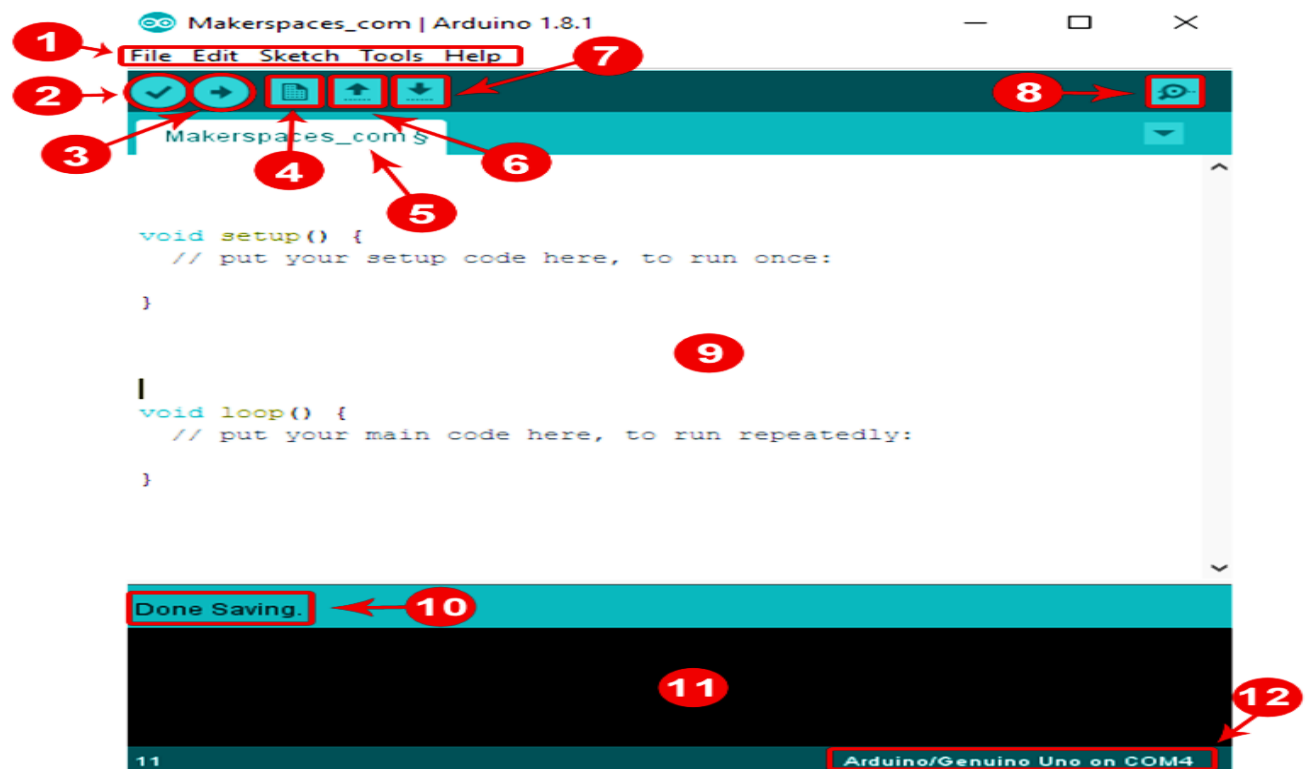 Makerspaces_com | Arduino 1.8.1
1
File Edit Sketch Tools Help
7
2
8
3
Makerspaces_com §
4
6
5
void setup() {
// put your setup code here, to run once:
}
9
void loop() {
// put your main code here, to run repeatedly:
}
Done Saving.
10
11
12
11
Arduino/Genuino Uno on COM4